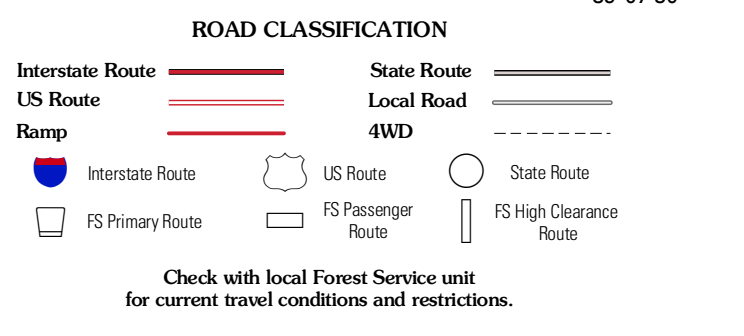 ROAD CLASSIFICATION
Interstate Route
State Route
US Route
Local Road
Ramp
4WD
Interstate Route
US Route
State Route
FS Primary Route
FS Passenger
Route
FS High Clearance
Route
Check with local Forest Service unit
for current travel conditions and restrictions.